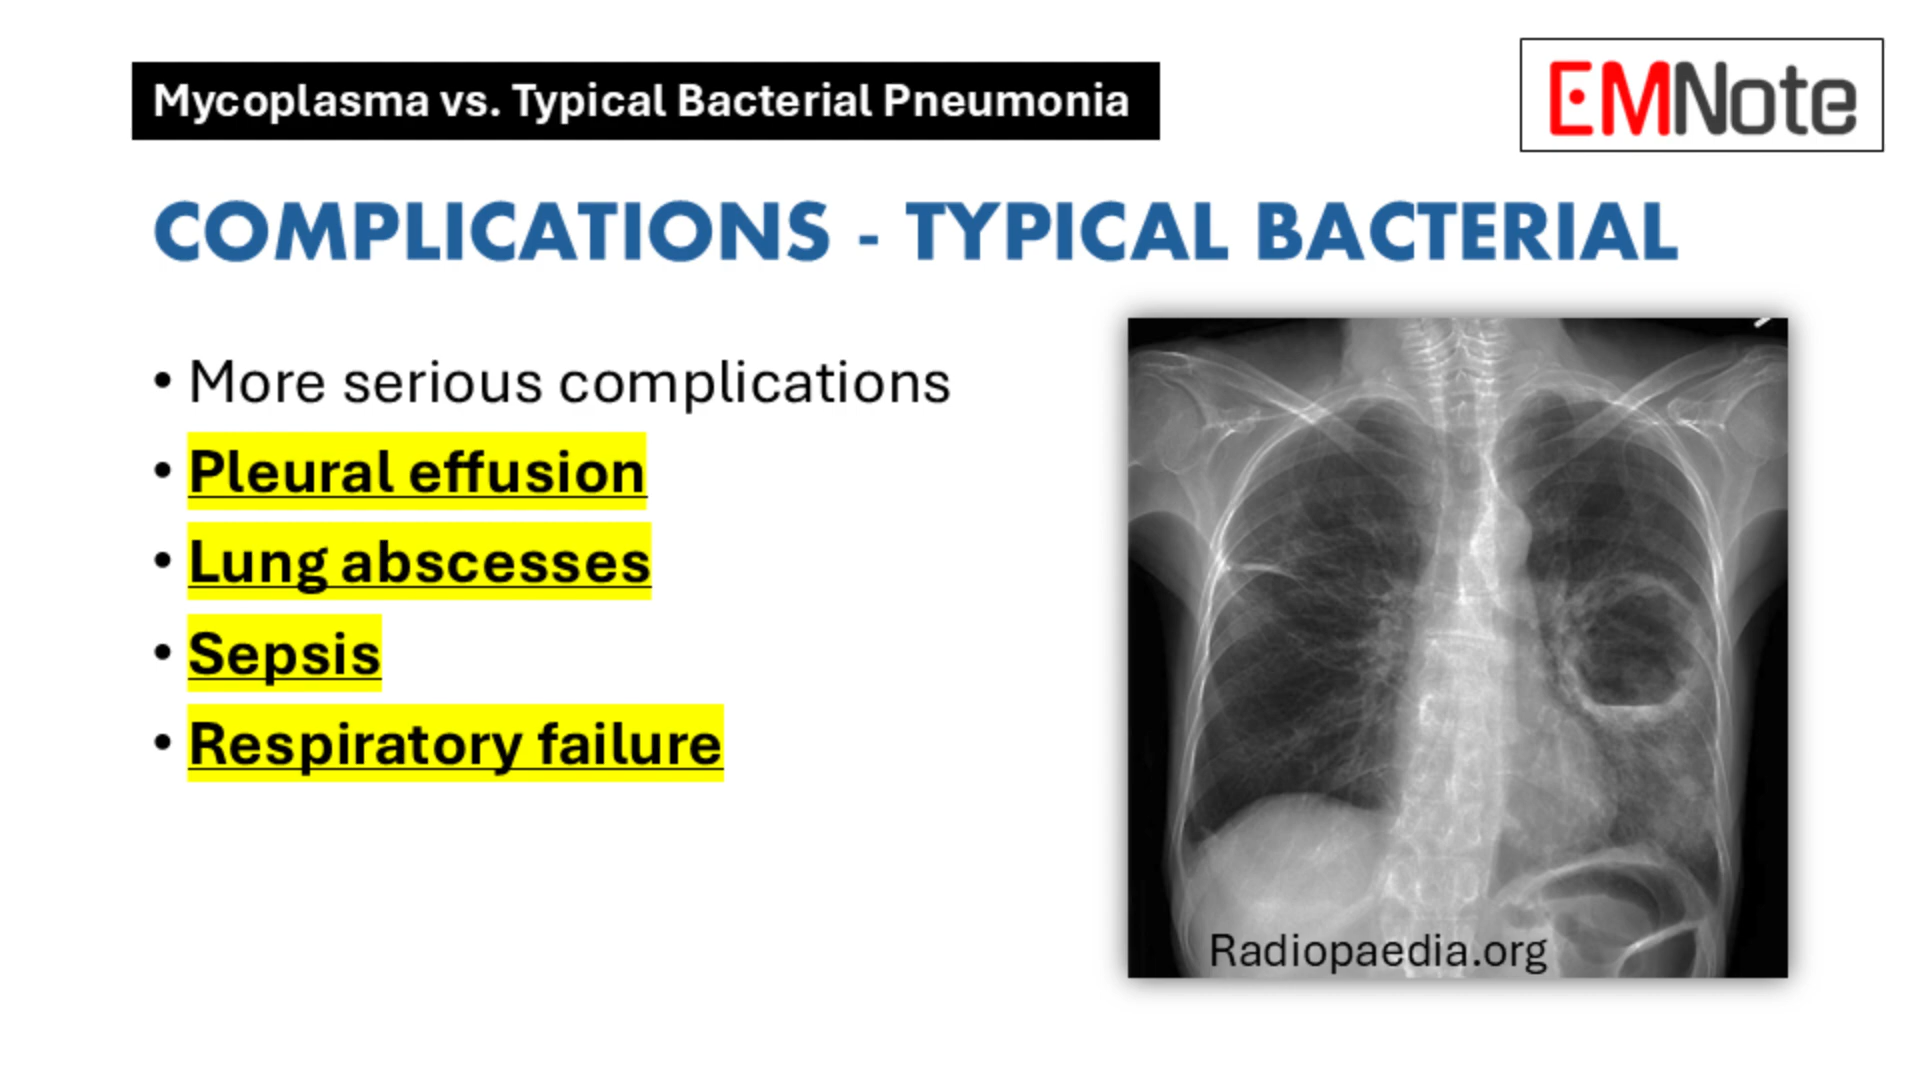 Mycoplasma vs. Typical Bacterial Pneumonia
EMNote
COMPLICATIONS - TYPICAL BACTERIAL
• More serious complications
• Pleural effusion
• Lung abscesses
• Sepsis
• Respiratory failure
Radiopaedia.org